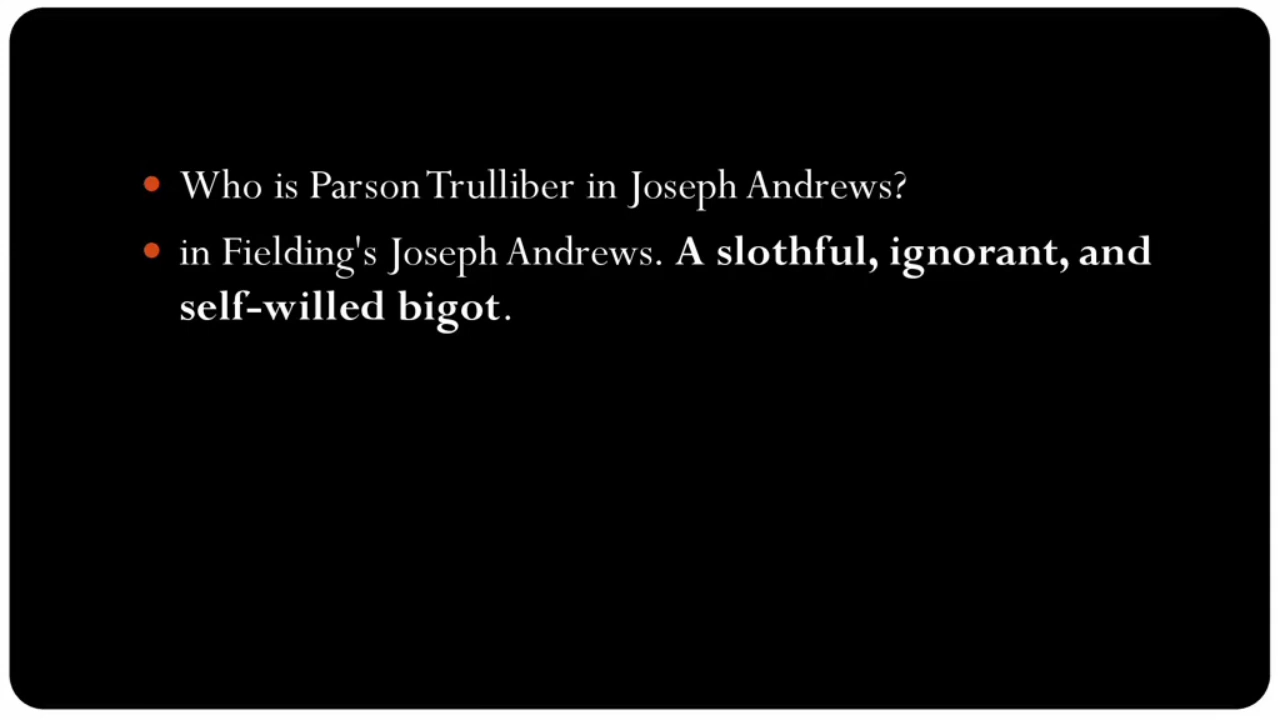 • Who is Parson Trulliber in Joseph Andrews?
• in Fielding's Joseph Andrews. A slothful, ignorant, and
self-willed bigot.